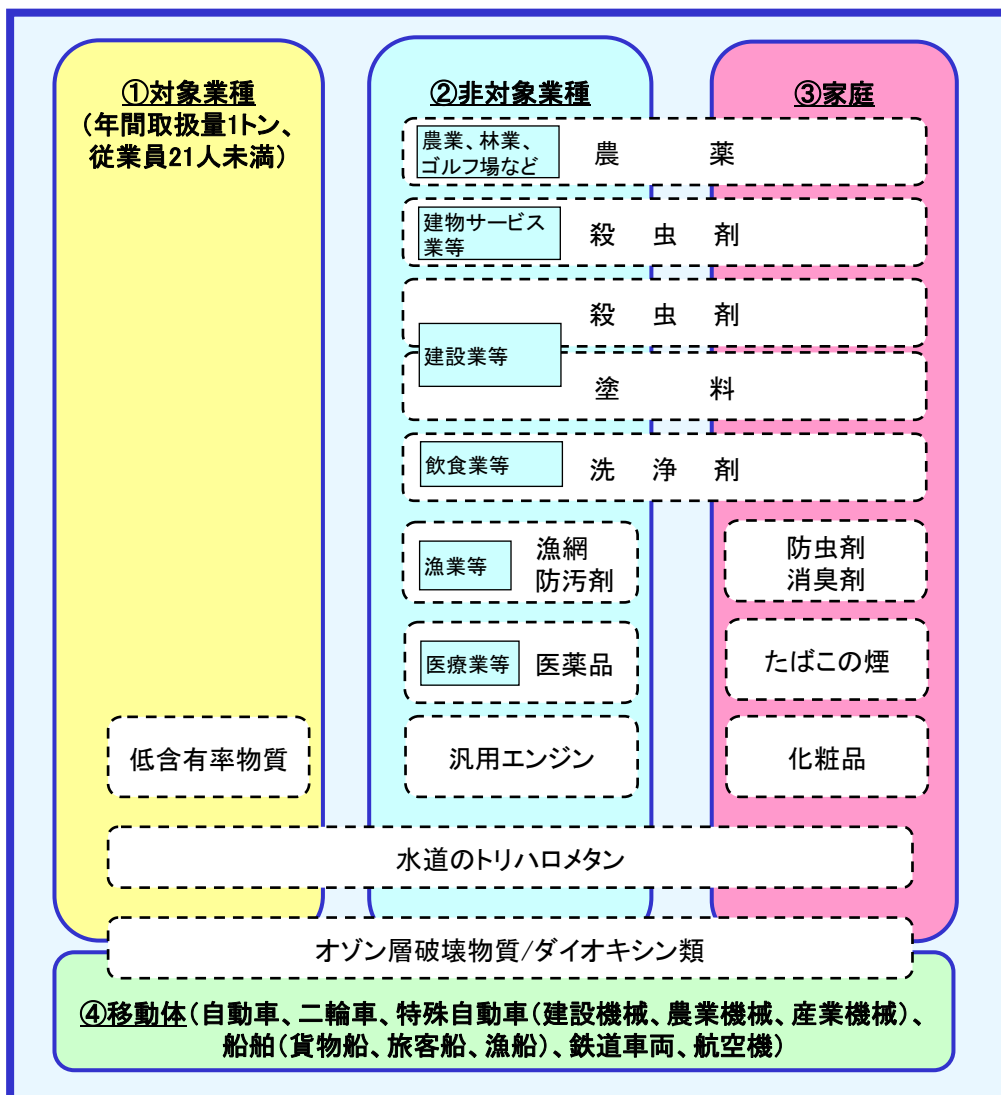 ①対象業種
(年間取扱量1トン、
従業員21人未満)
②非対象業種
③家庭
農業、林業、
ゴルフ場など
農薬
建物サービス
業等
殺虫剤
殺虫剤
建設業等
塗料
飲食業等
洗浄剤
漁業等
漁網
防汚剤
防虫剤
消臭剤
医療業等
医薬品
たばこの煙
低含有率物質
汎用エンジン
化粧品
水道のトリハロメタン
オゾン層破壊物質/ダイオキシン類
④移動体(自動車、二輪車、特殊自動車(建設機械、農業機械、産業機械)、
船舶(貨物船、旅客船、漁船)、鉄道車両、航空機)